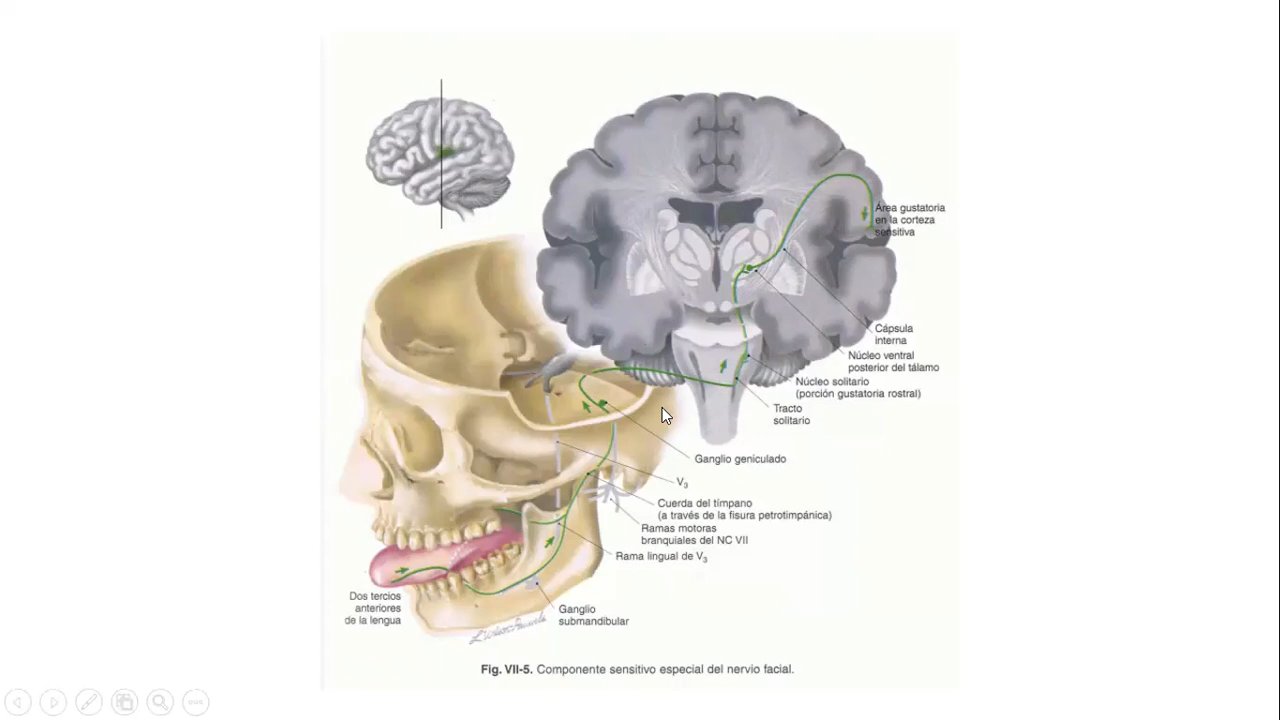 Área gustatoria
en la corteza
sensitiva
Cápsula
interna
Núcleo ventral
posterior del tálamo
Núcleo solitario
(porción gustatoria rostral)
Tracto
solitario
Ganglio geniculado
V3
Cuerda del tímpano
(a través de la fisura petrotimpánica)
Ramas motoras
branquiales del NC VII
Rama lingual de V3
Dos tercios
anteriores
de la lengua
Ganglio
submandibular
Fig. VII-5. Componente sensitivo especial del nervio facial.